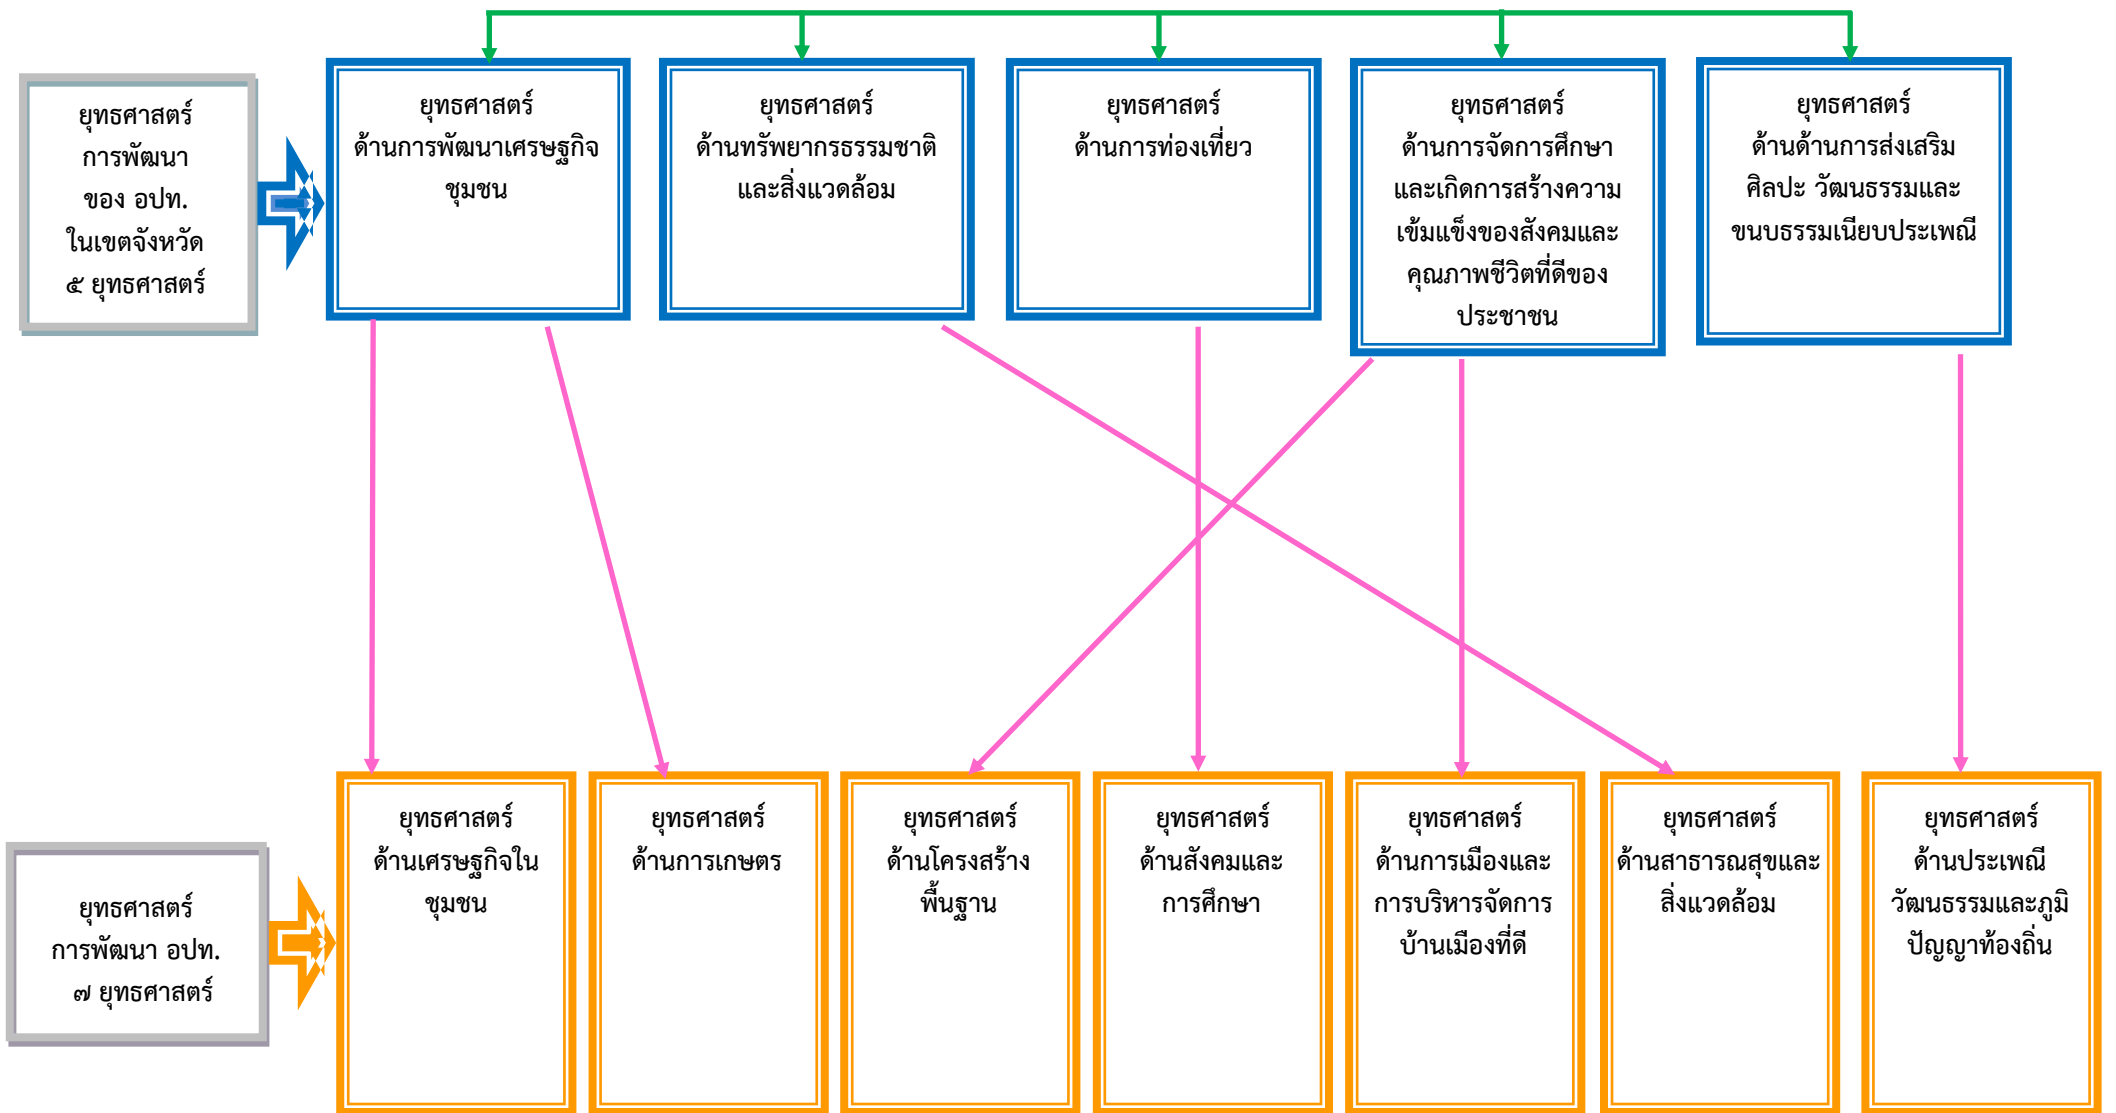 ยุทธศาสตร์
การพัฒนา
ของ อปท.
ในเขตจังหวัด
๕ ยุทธศาสตร์
ยุทธศาสตร์
ด้านการพัฒนาเศรษฐกิจ
ชุมชน
ยุทธศาสตร์
ด้านทรัพยากรธรรมชาติ
และสิ่งแวดล้อม
ยุทธศาสตร์
ด้านการท่องเที่ยว
ยุทธศาสตร์
ด้านการจัดการศึกษา
และเกิดการสร้างความ
เข้มแข็งของสังคมและ
คุณภาพชีวิตที่ดีของ
ประชาชน
ยุทธศาสตร์
ด้านด้านการส่งเสริม
ศิลปะ วัฒนธรรมและ
ขนบธรรมเนียบประเพณี
ยุทธศาสตร์
การพัฒนา อปท.
๗ ยุทธศาสตร์
ยุทธศาสตร์
ด้านเศรษฐกิจใน
ชุมชน
ยุทธศาสตร์
ด้านการเกษตร
ยุทธศาสตร์
ด้านโครงสร้าง
พื้นฐาน
ยุทธศาสตร์
ด้านสังคมและ
การศึกษา
ยุทธศาสตร์
ด้านการเมืองและ
การบริหารจัดการ
บ้านเมืองที่ดี
ยุทธศาสตร์
ด้านสาธารณสุขและ
สิ่งแวดล้อม
ยุทธศาสตร์
ด้านประเพณี
วัฒนธรรมและภูมิ
ปัญญาท้องถิ่น